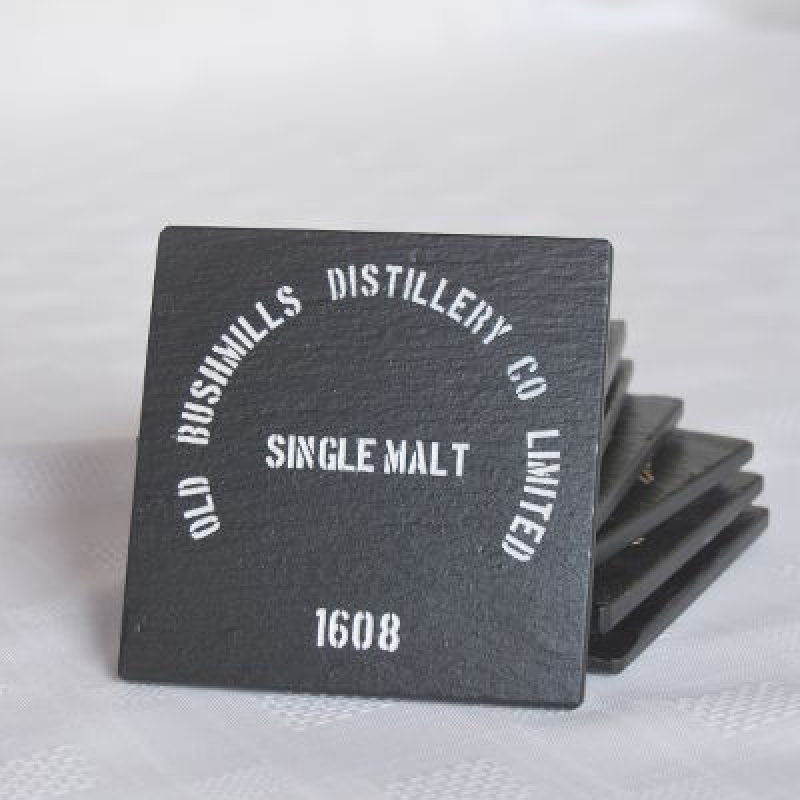 OLD BUSHMILLS DISTILLERY CO LIMITED
SINGLE MALT
1608